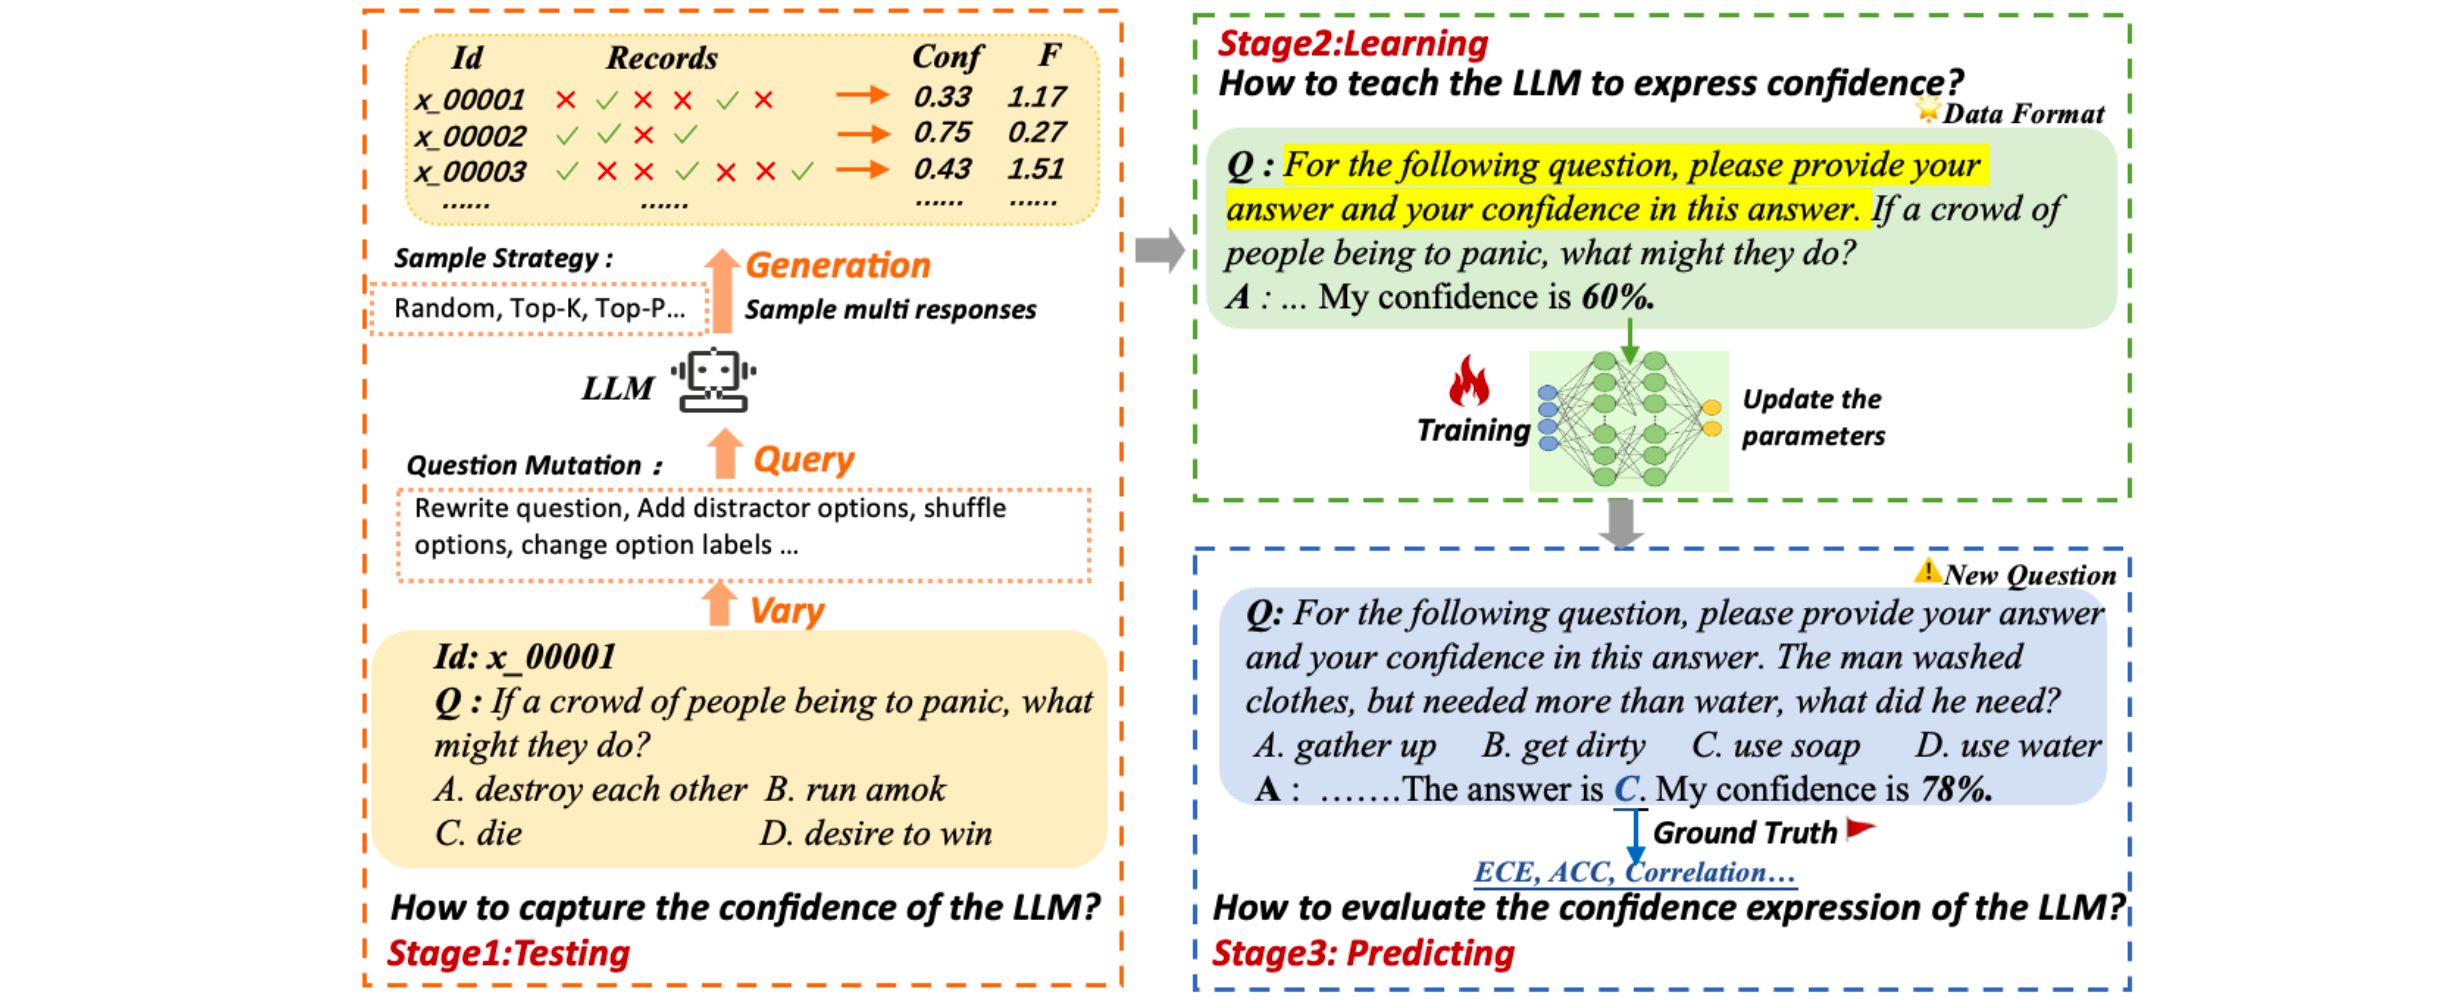 Id Records Conf F
x_00001 ✗ ✓ ✗ ✗ ✓ ✗ 0.33 1.17
x_00002 ✓ ✓ ✗ ✓ 0.75 0.27
x_00003 ✓ ✗ ✗ ✓ ✗ ✗ ✓ 0.43 1.51
...... ...... ...... ......
Sample Strategy :
Random, Top-K, Top-P...
Generation
Sample multi responses
LLM
Question Mutation :
Query
Rewrite question, Add distractor options, shuffle
options, change option labels ...
Vary
Id: x_00001
Q : If a crowd of people being to panic, what
might they do?
A. destroy each other B. run amok
C. die D. desire to win
How to capture the confidence of the LLM?
Stage1:Testing
Stage2:Learning
How to teach the LLM to express confidence?
Data Format
Q : For the following question, please provide your
answer and your confidence in this answer. If a crowd of
people being to panic, what might they do?
A : ... My confidence is 60%.
Training
Update the
parameters
New Question
Q: For the following question, please provide your answer
and your confidence in this answer. The man washed
clothes, but needed more than water, what did he need?
A. gather up B. get dirty C. use soap D. use water
A : .......The answer is C. My confidence is 78%.
Ground Truth
ECE, ACC, Correlation...
How to evaluate the confidence expression of the LLM?
Stage3: Predicting